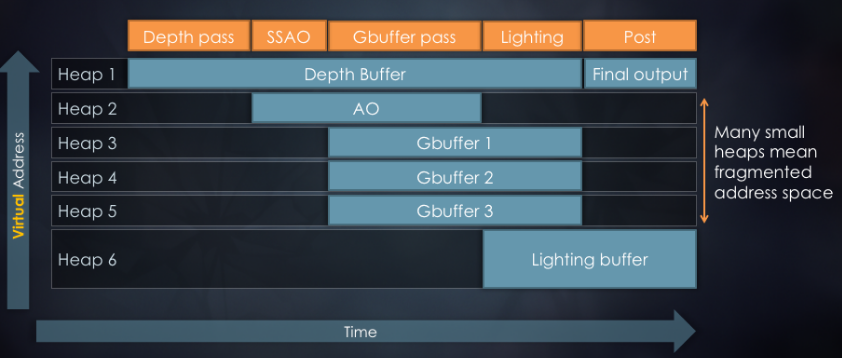 Depth pass
SSAO
Gbuffer pass
Lighting
Post
Heap 1
Depth Buffer
Final output
Heap 2
AO
Heap 3
Gbuffer 1
Heap 4
Gbuffer 2
Heap 5
Gbuffer 3
Heap 6
Lighting buffer
Many small
heaps mean
fragmented
address space
Virtual Address
Time